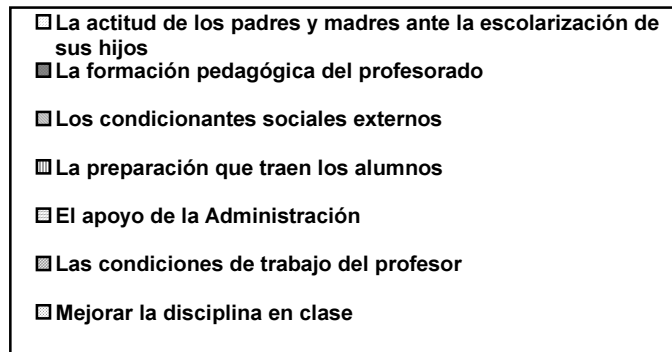 La actitud de los padres y madres ante la escolarización de
sus hijos
La formación pedagógica del profesorado
Los condicionantes sociales externos
La preparación que traen los alumnos
El apoyo de la Administración
Las condiciones de trabajo del profesor
Mejorar la disciplina en clase